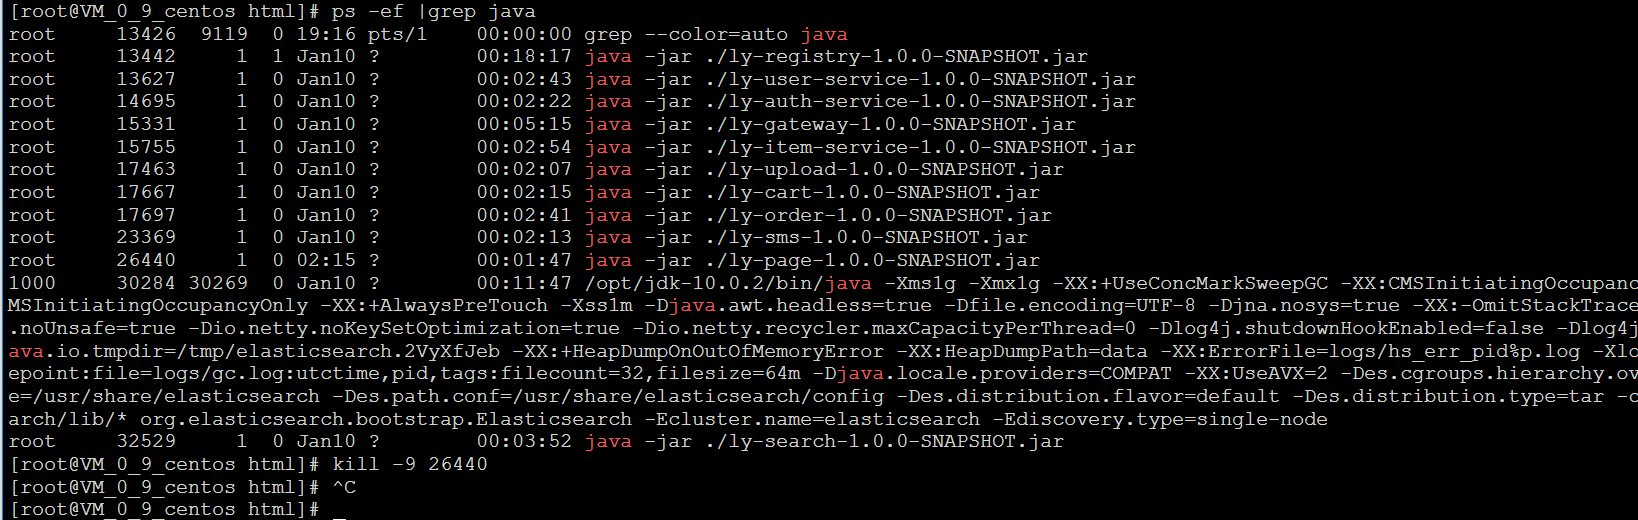 [root@VM_0_9_centos html]# ps -ef |grep java
root     13426  9119  0 19:16 pts/1    00:00:00 grep --color=auto java
root     13442     1  1 Jan10 ?        00:18:17 java -jar ./ly-registry-1.0.0-SNAPSHOT.jar
root     13627     1  0 Jan10 ?        00:02:43 java -jar ./ly-user-service-1.0.0-SNAPSHOT.jar
root     14695     1  0 Jan10 ?        00:02:22 java -jar ./ly-auth-service-1.0.0-SNAPSHOT.jar
root     15331     1  0 Jan10 ?        00:05:15 java -jar ./ly-gateway-1.0.0-SNAPSHOT.jar
root     15755     1  0 Jan10 ?        00:02:54 java -jar ./ly-item-service-1.0.0-SNAPSHOT.jar
root     17463     1  0 Jan10 ?        00:02:07 java -jar ./ly-upload-1.0.0-SNAPSHOT.jar
root     17667     1  0 Jan10 ?        00:02:15 java -jar ./ly-cart-1.0.0-SNAPSHOT.jar
root     17697     1  0 Jan10 ?        00:02:41 java -jar ./ly-order-1.0.0-SNAPSHOT.jar
root     23369     1  0 Jan10 ?        00:02:13 java -jar ./ly-sms-1.0.0-SNAPSHOT.jar
root     26440     1  0 02:15 ?        00:01:47 java -jar ./ly-page-1.0.0-SNAPSHOT.jar
1000     30284 30269  0 Jan10 ?        00:11:47 /opt/jdk-10.0.2/bin/java -Xms1g -Xmx1g -XX:+UseConcMarkSweepGC -XX:CMSInitiatingOccupanc
MSInitiatingOccupancyOnly -XX:+AlwaysPreTouch -Xss1m -Djava.awt.headless=true -Dfile.encoding=UTF-8 -Djna.nosys=true -XX:-OmitStackTrace
.noUnsafe=true -Dio.netty.noKeySetOptimization=true -Dio.netty.recycler.maxCapacityPerThread=0 -Dlog4j.shutdownHookEnabled=false -Dlog4j
ava.io.tmpdir=/tmp/elasticsearch.2VyXfJeb -XX:+HeapDumpOnOutOfMemoryError -XX:HeapDumpPath=data -XX:ErrorFile=logs/hs_err_pid%p.log -Xlo
epoint:file=logs/gc.log:utctime,pid,tags:filecount=32,filesize=64m -Djava.locale.providers=COMPAT -XX:UseAVX=2 -Des.cgroups.hierarchy.ov
e=/usr/share/elasticsearch -Des.path.conf=/usr/share/elasticsearch/config -Des.distribution.flavor=default -Des.distribution.type=tar -c
arch/lib/* org.elasticsearch.bootstrap.Elasticsearch -Ecluster.name=elasticsearch -Ediscovery.type=single-node
root     32529     1  0 Jan10 ?        00:03:52 java -jar ./ly-search-1.0.0-SNAPSHOT.jar
[root@VM_0_9_centos html]# kill -9 26440
[root@VM_0_9_centos html]# ^C
[root@VM_0_9_centos html]# _